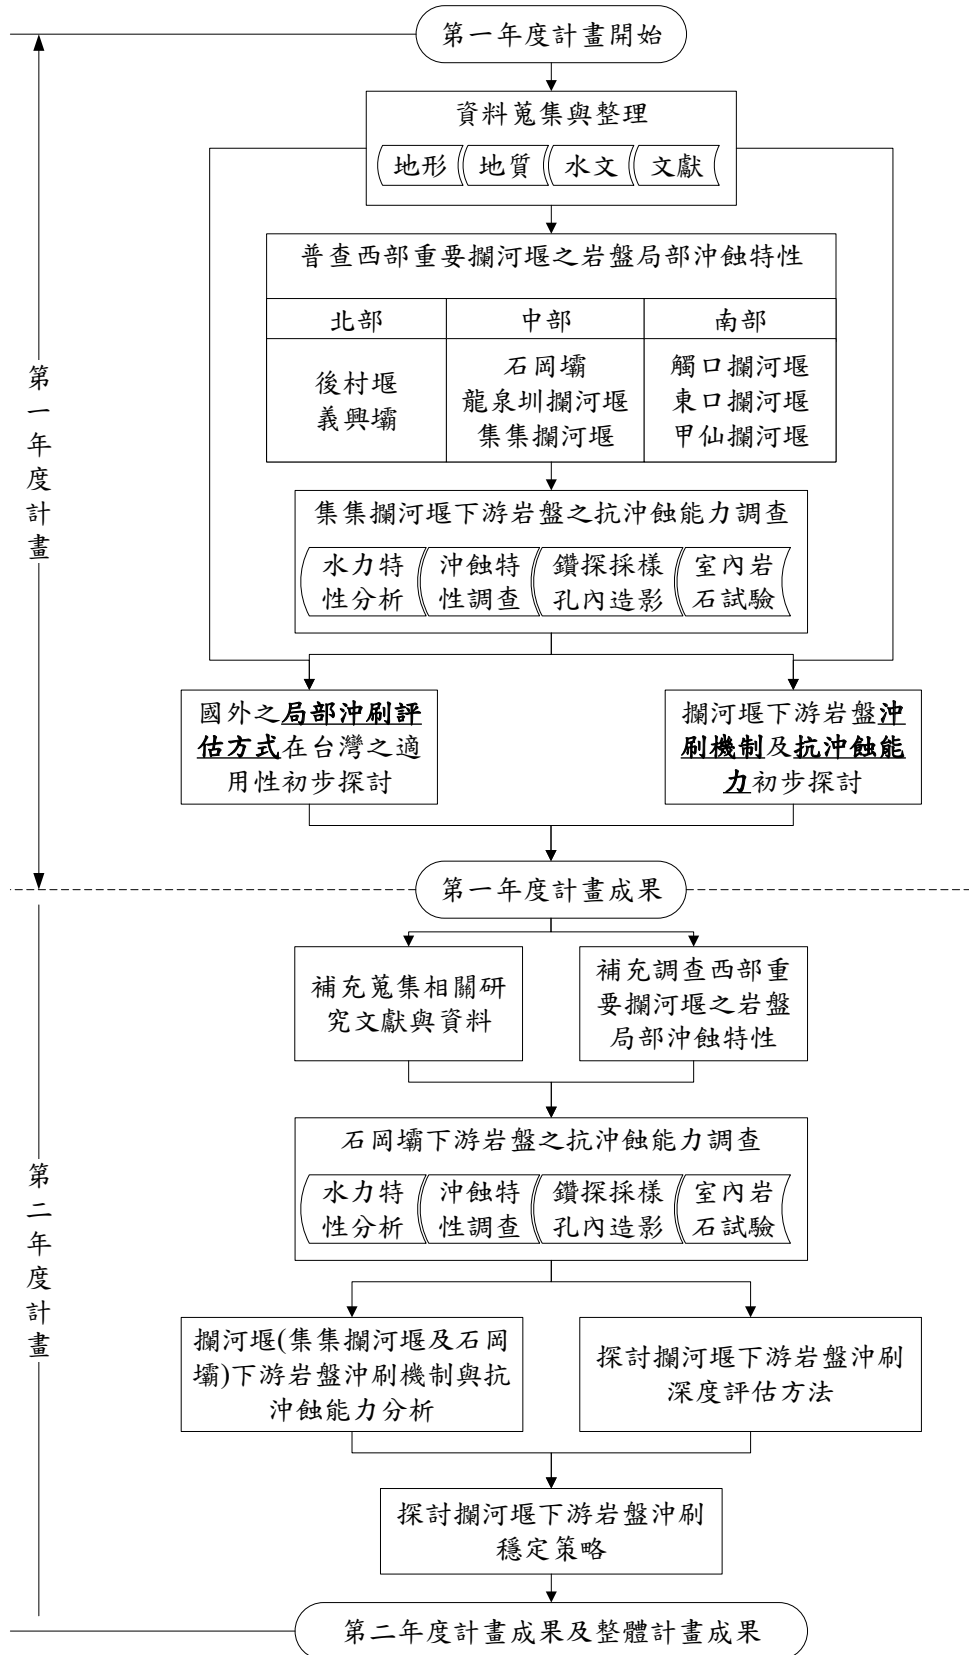 第一年度計畫開始
資料蒐集與整理
地形 地質 水文 文獻
普查西部重要攔河堰之岩盤局部沖蝕特性
北部 中部 南部
後村堰
義興壩
石岡壩
龍泉圳攔河堰
集集攔河堰
觸口攔河堰
東口攔河堰
甲仙攔河堰
集集攔河堰下游岩盤之抗沖蝕能力調查
水力特
性分析
沖蝕特
性調查
鑽探採樣
孔內造影
室內岩
石試驗
國外之局部沖刷評
估方式在台灣之適
用性初步探討
攔河堰下游岩盤沖
刷機制及抗沖蝕能
力初步探討
第一年度計畫
第一年度計畫成果
補充蒐集相關研
究文獻與資料
補充調查西部重
要攔河堰之岩盤
局部沖蝕特性
石岡壩下游岩盤之抗沖蝕能力調查
水力特
性分析
沖蝕特
性調查
鑽探採樣
孔內造影
室內岩
石試驗
攔河堰(集集攔河堰及石岡
壩)下游岩盤沖刷機制與抗
沖蝕能力分析
探討攔河堰下游岩盤沖刷
深度評估方法
探討攔河堰下游岩盤沖刷
穩定策略
第二年度計畫
第二年度計畫成果及整體計畫成果